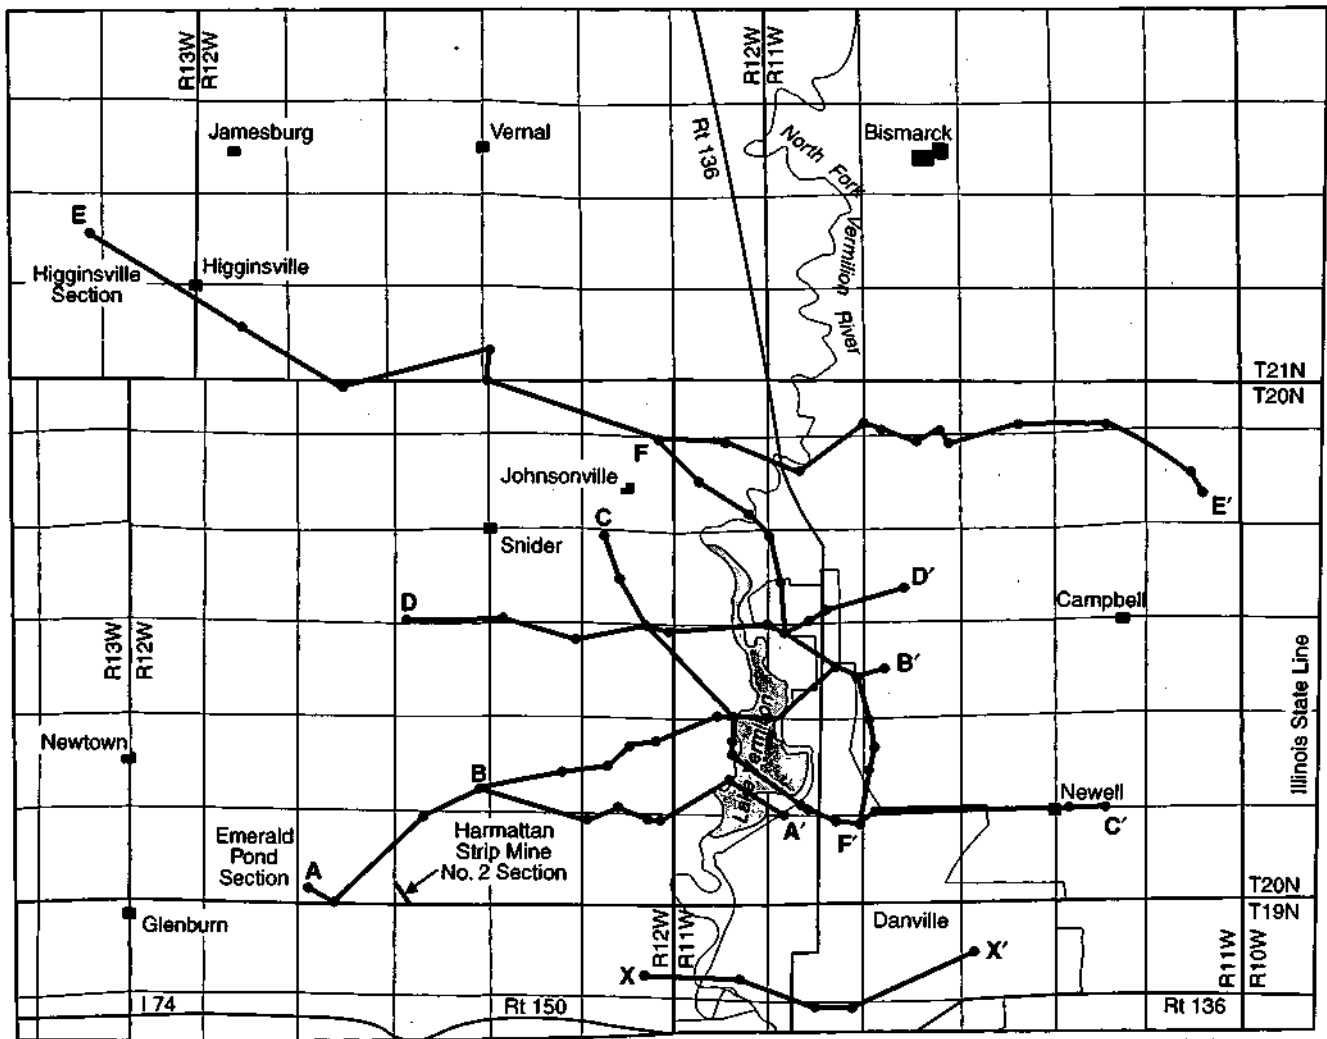 R13W
R12W
R12W
R11W
Jamesburg
Vernal
Rt 136
North Fork Vermilion River
Bismarck
E
Higginsville
Section
Higginsville
T21N
T20N
F
Johnsonville
C
Snider
E′
D
D′
Campbell
R13W
R12W
B′
Illinois State Line
Newtown
B
Lake Vermilion
Newell
Emerald
Pond
Section
A
Harmattan
Strip Mine
No. 2 Section
A′
F′
C′
T20N
T19N
Glenburn
R12W
R11W
Danville
X
X′
R11W
R10W
I 74
Rt 150
Rt 136